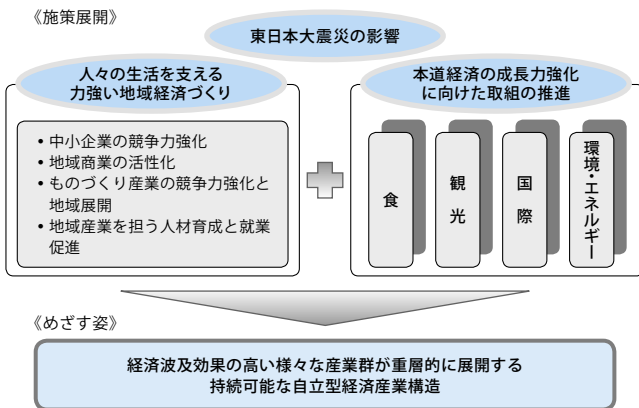 《施策展開》
東日本大震災の影響
人々の生活を支える
力強い地域経済づくり
• 中小企業の競争力強化
• 地域商業の活性化
• ものづくり産業の競争力強化と
地域展開
• 地域産業を担う人材育成と就業
促進
本道経済の成長力強化
に向けた取組の推進
食
観光
国際
環境・エネルギー
《めざす姿》
経済波及効果の高い様々な産業群が重層的に展開する
持続可能な自立型経済産業構造